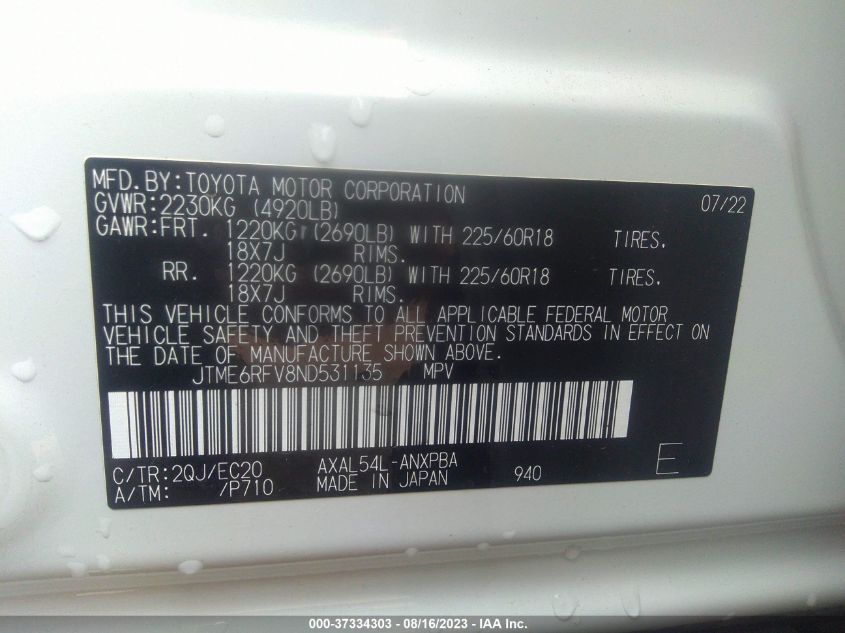 MFD.BY:TOYOTA MOTOR CORPORATION 07/22
GVWR:2230KG (4920LB)
GAWR:FRT. 1220KG (2690LB) WITH 225/60R18 TIRES.
18X7J RIMS.
RR. 1220KG (2690LB) WITH 225/60R18 TIRES.
18X7J RIMS.
THIS VEHICLE CONFORMS TO ALL APPLICABLE FEDERAL MOTOR
VEHICLE SAFETY AND THEFT PREVENTION STANDARDS IN EFFECT ON
THE DATE OF MANUFACTURE SHOWN ABOVE.
JTME6RFV8ND531135 MPV
C/TR:2QJ/EC20 AXAL54L-ANXPBA
A/TM: /P710 MADE IN JAPAN 940 E
000-37334303 - 08/16/2023 - IAA Inc.